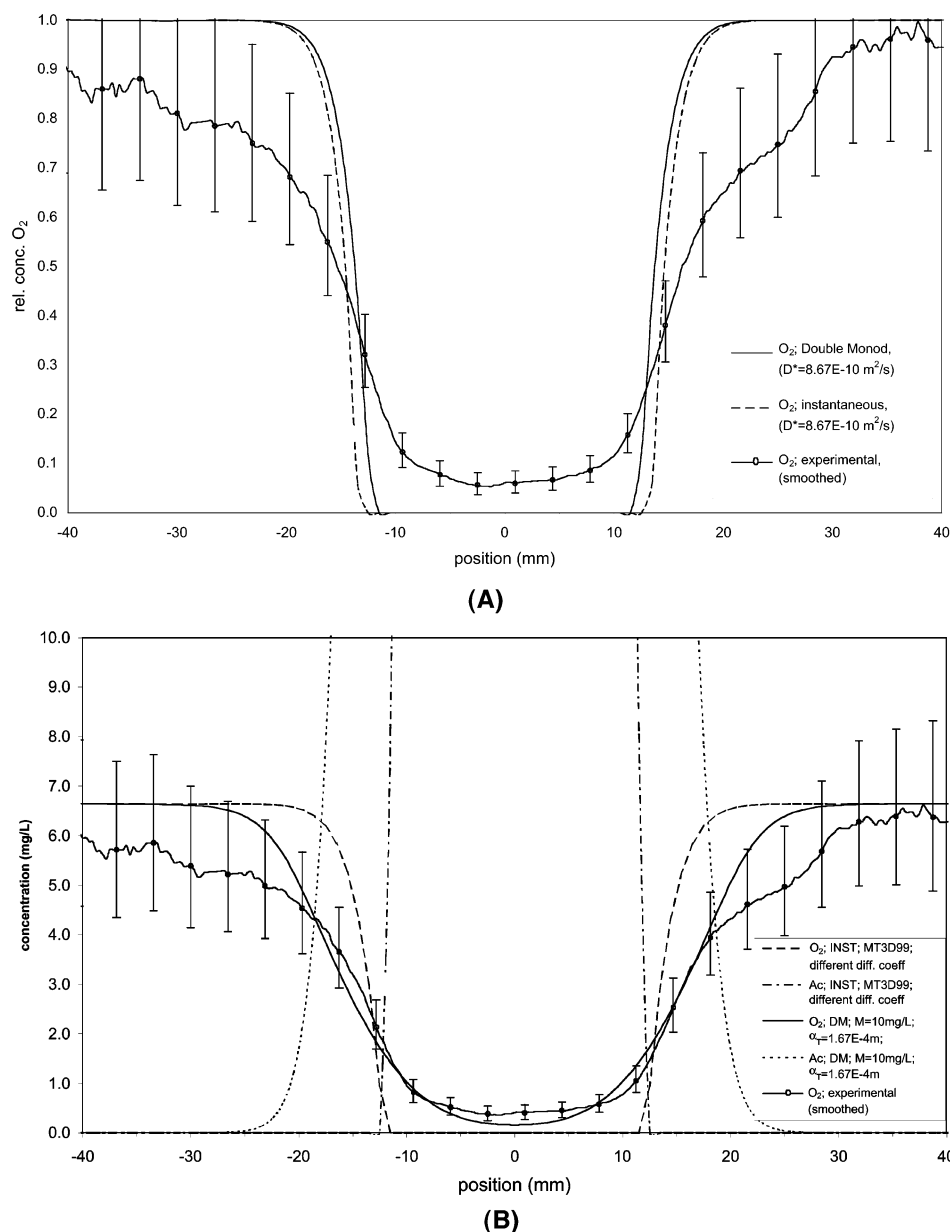 1.0
0.9
0.8
0.7
0.6
0.5
0.4
0.3
0.2
0.1
0.0
rel. conc. O₂
-40 -30 -20 -10 0 10 20 30 40
position (mm)
O₂; Double Monod,
(D*=8.67E-10 m²/s)
O₂; instantaneous,
(D*=8.67E-10 m²/s)
O₂; experimental,
(smoothed)
(A)
10.0
9.0
8.0
7.0
6.0
5.0
4.0
3.0
2.0
1.0
0.0
concentration (mg/L)
-40 -30 -20 -10 0 10 20 30 40
position (mm)
O₂; INST; MT3D99;
different diff. coeff
Ac; INST; MT3D99;
different diff. coeff
O₂; DM; M=10mg/L;
α_T=1.67E-4m;
Ac; DM; M=10mg/L;
α_T=1.67E-4m
O₂; experimental
(smoothed)
(B)